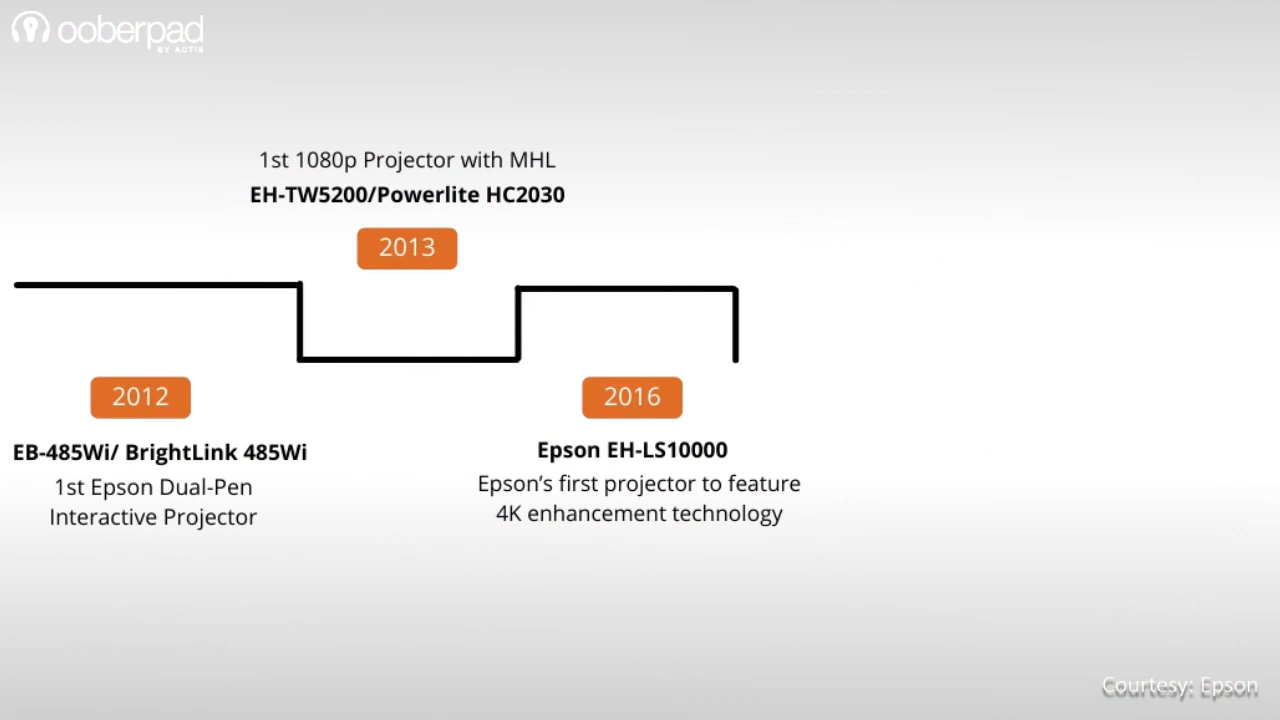 ooberpad
BY ACTIS
1st 1080p Projector with MHL
EH-TW5200/Powerlite HC2030
2013
2012
EB-485Wi/ BrightLink 485Wi
1st Epson Dual-Pen
Interactive Projector
2016
Epson EH-LS10000
Epson’s first projector to feature
4K enhancement technology
Courtesy: Epson